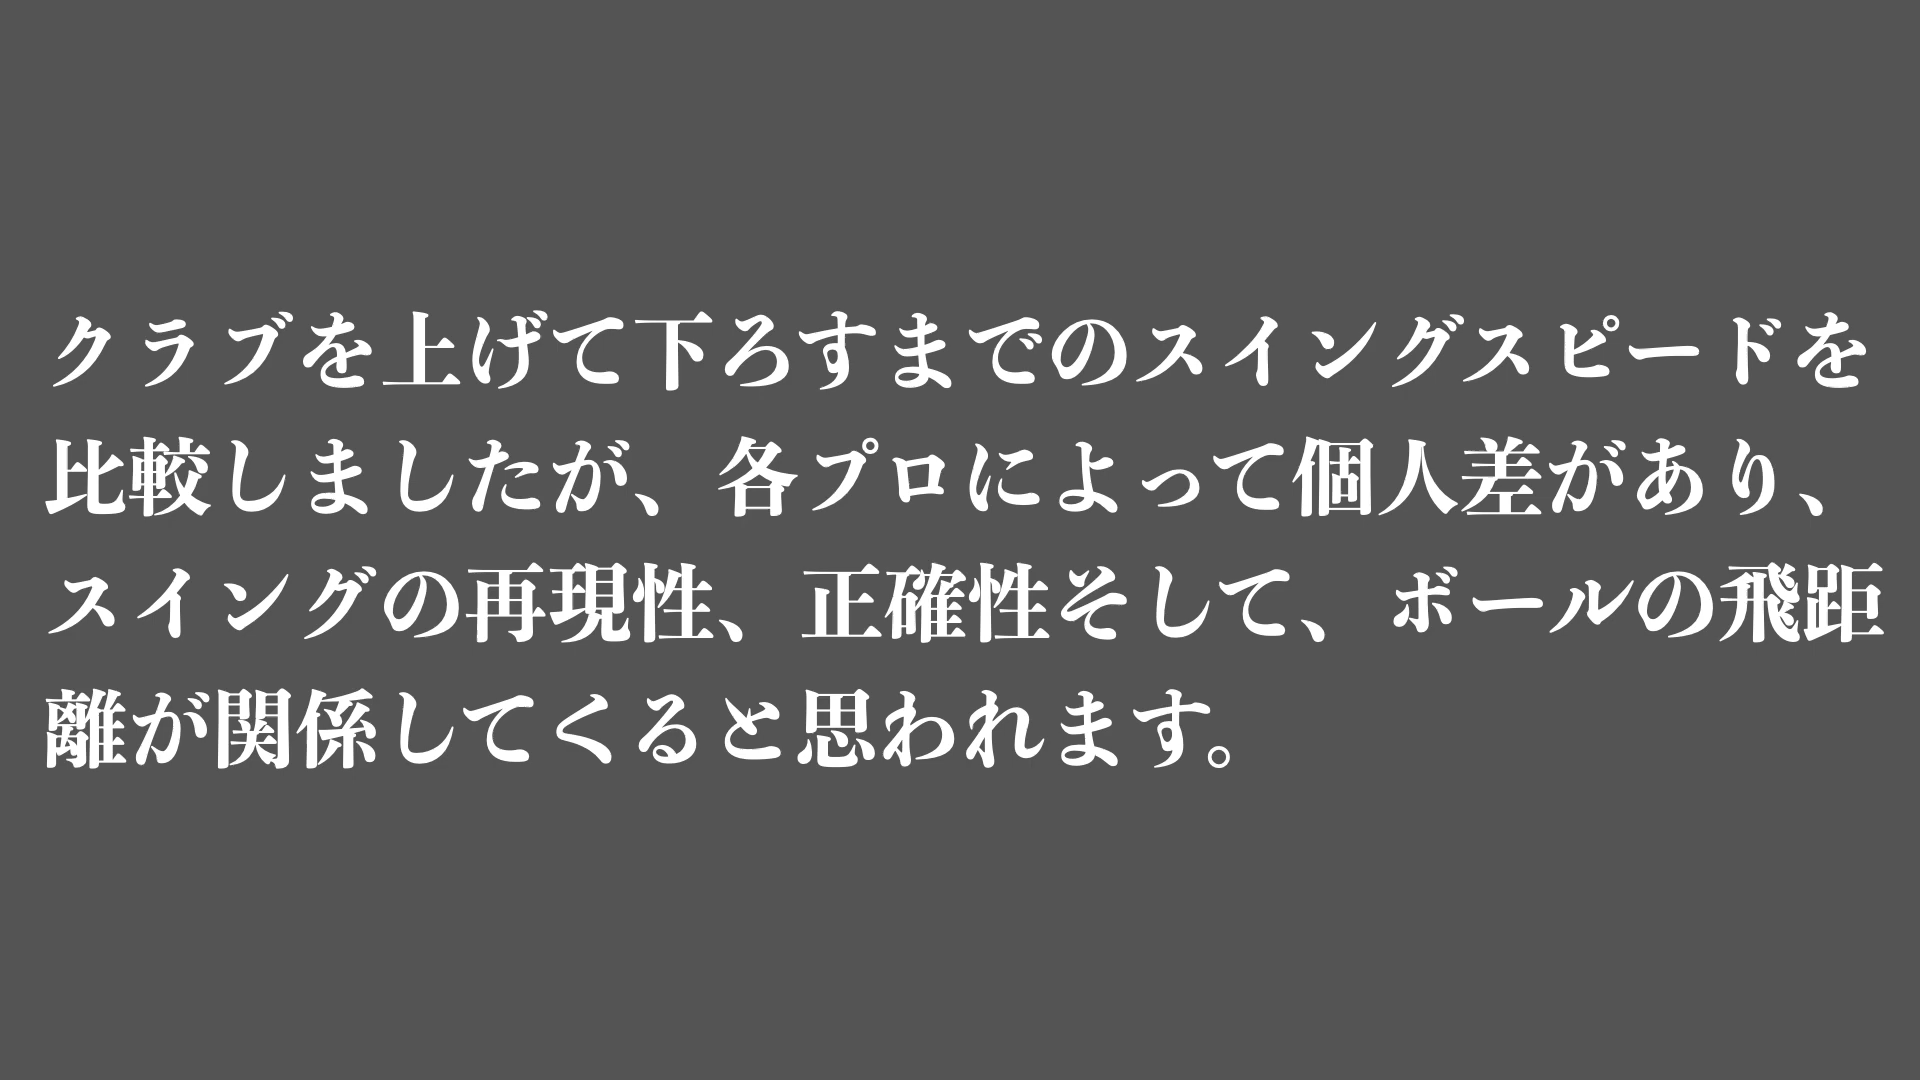 クラブを上げて下ろすまでのスイングスピードを
比較しましたが、各プロによって個人差があり、
スイングの再現性、正確性そして、ボールの飛距
離が関係してくると思われます。